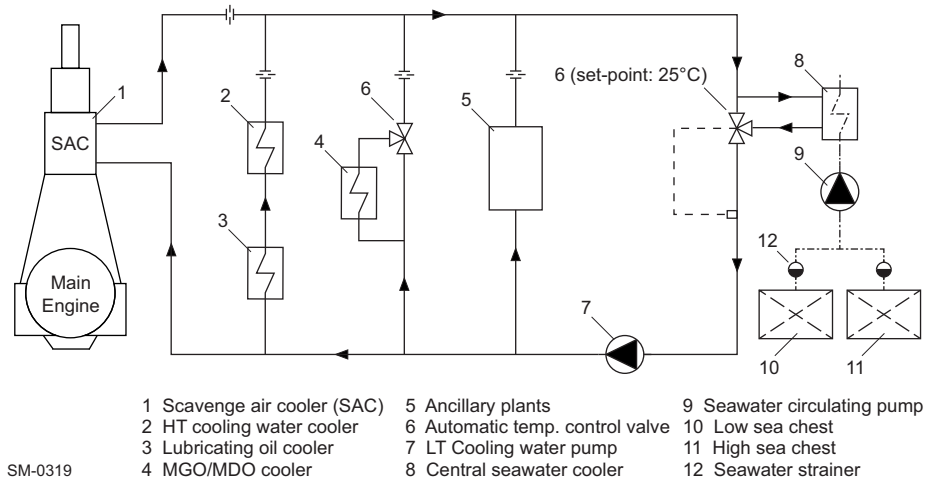 1
SAC
Main
Engine
2
3
4
6
5
6 (set-point: 25°C)
8
9
12
7
10
11
1 Scavenge air cooler (SAC)
2 HT cooling water cooler
3 Lubricating oil cooler
4 MGO/MDO cooler
5 Ancillary plants
6 Automatic temp. control valve
7 LT Cooling water pump
8 Central seawater cooler
9 Seawater circulating pump
10 Low sea chest
11 High sea chest
12 Seawater strainer
SM-0319